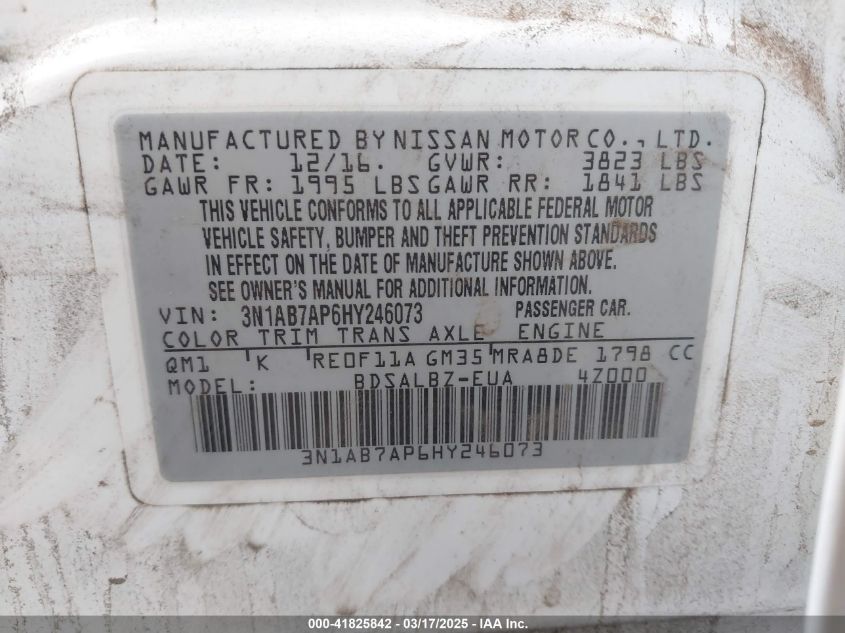 MANUFACTURED BY NISSAN MOTOR CO., LTD.
DATE: 12/16. GVWR: 3823 LBS
GAWR FR: 1995 LBS GAWR RR: 1841 LBS
THIS VEHICLE CONFORMS TO ALL APPLICABLE FEDERAL MOTOR
VEHICLE SAFETY, BUMPER AND THEFT PREVENTION STANDARDS
IN EFFECT ON THE DATE OF MANUFACTURE SHOWN ABOVE.
SEE OWNER'S MANUAL FOR ADDITIONAL INFORMATION.
VIN: 3N1AB7AP6HY246073 PASSENGER CAR.
COLOR TRIM TRANS AXLE ENGINE
QM1 K RE0F11A GM35 MRA8DE 1798 CC
MODEL: BDSALBZ-EUA 4Z000
3N1AB7AP6HY246073
000-41825842 - 03/17/2025 - IAAI.com.